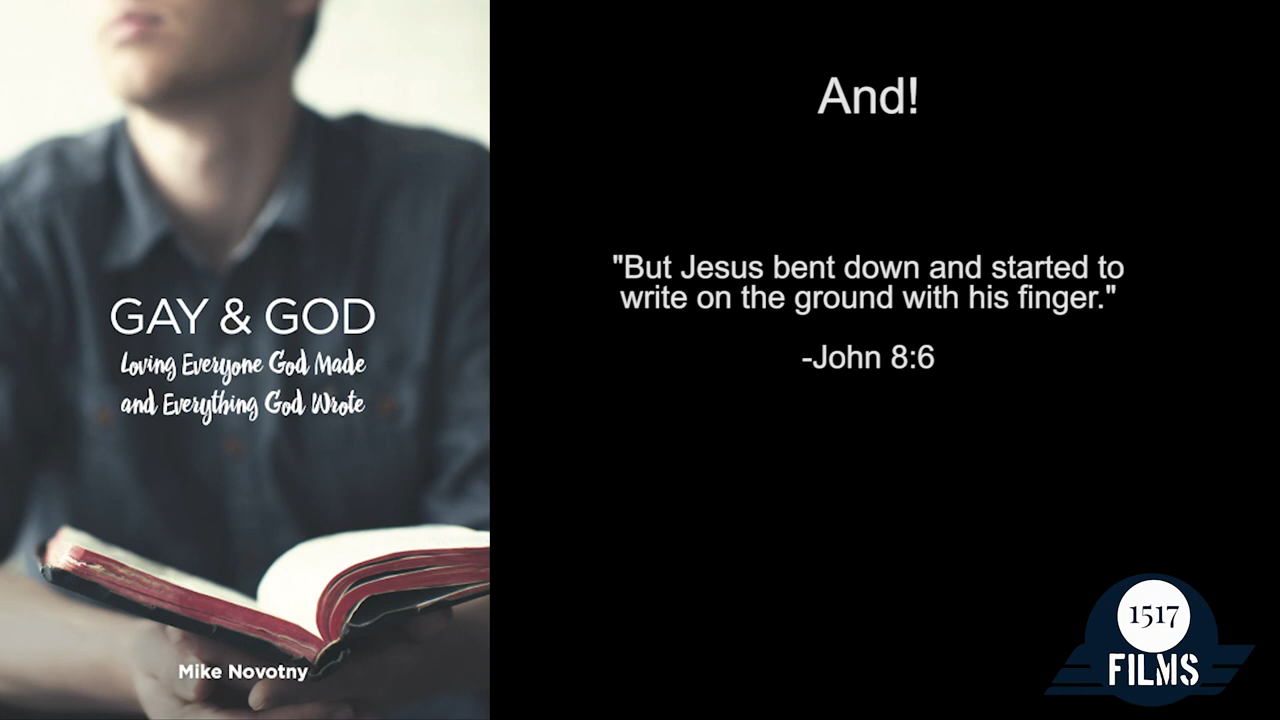 GAY & GOD
Loving Everyone God Made
and Everything God Wrote
Mike Novotny
And!
"But Jesus bent down and started to
write on the ground with his finger."
-John 8:6
1517
FILMS